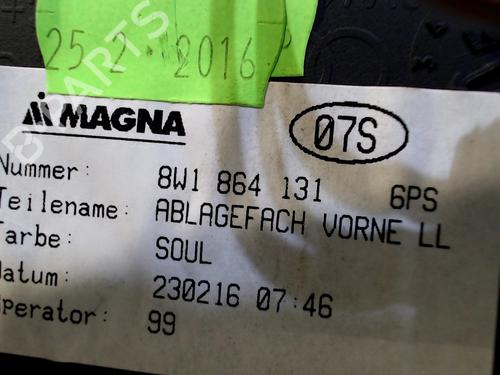 25.2.2016
MAGNA
07S
Nummer: 8W1 864 131 6PS
Teilename: ABLAGEFACH VORNE LL
Farbe: SOUL
Datum: 230216 07:46
Operator: 99
B-PARTS